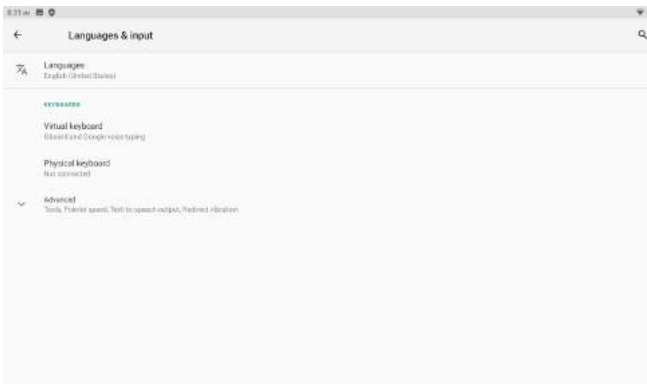 Languages & input
Languages
English (United States)
KEYBOARDS
Virtual keyboard
Gboard and Google voice typing
Physical keyboard
Not connected
Advanced
Tools, Pointer speed, Text-to-speech output, Redirect vibration